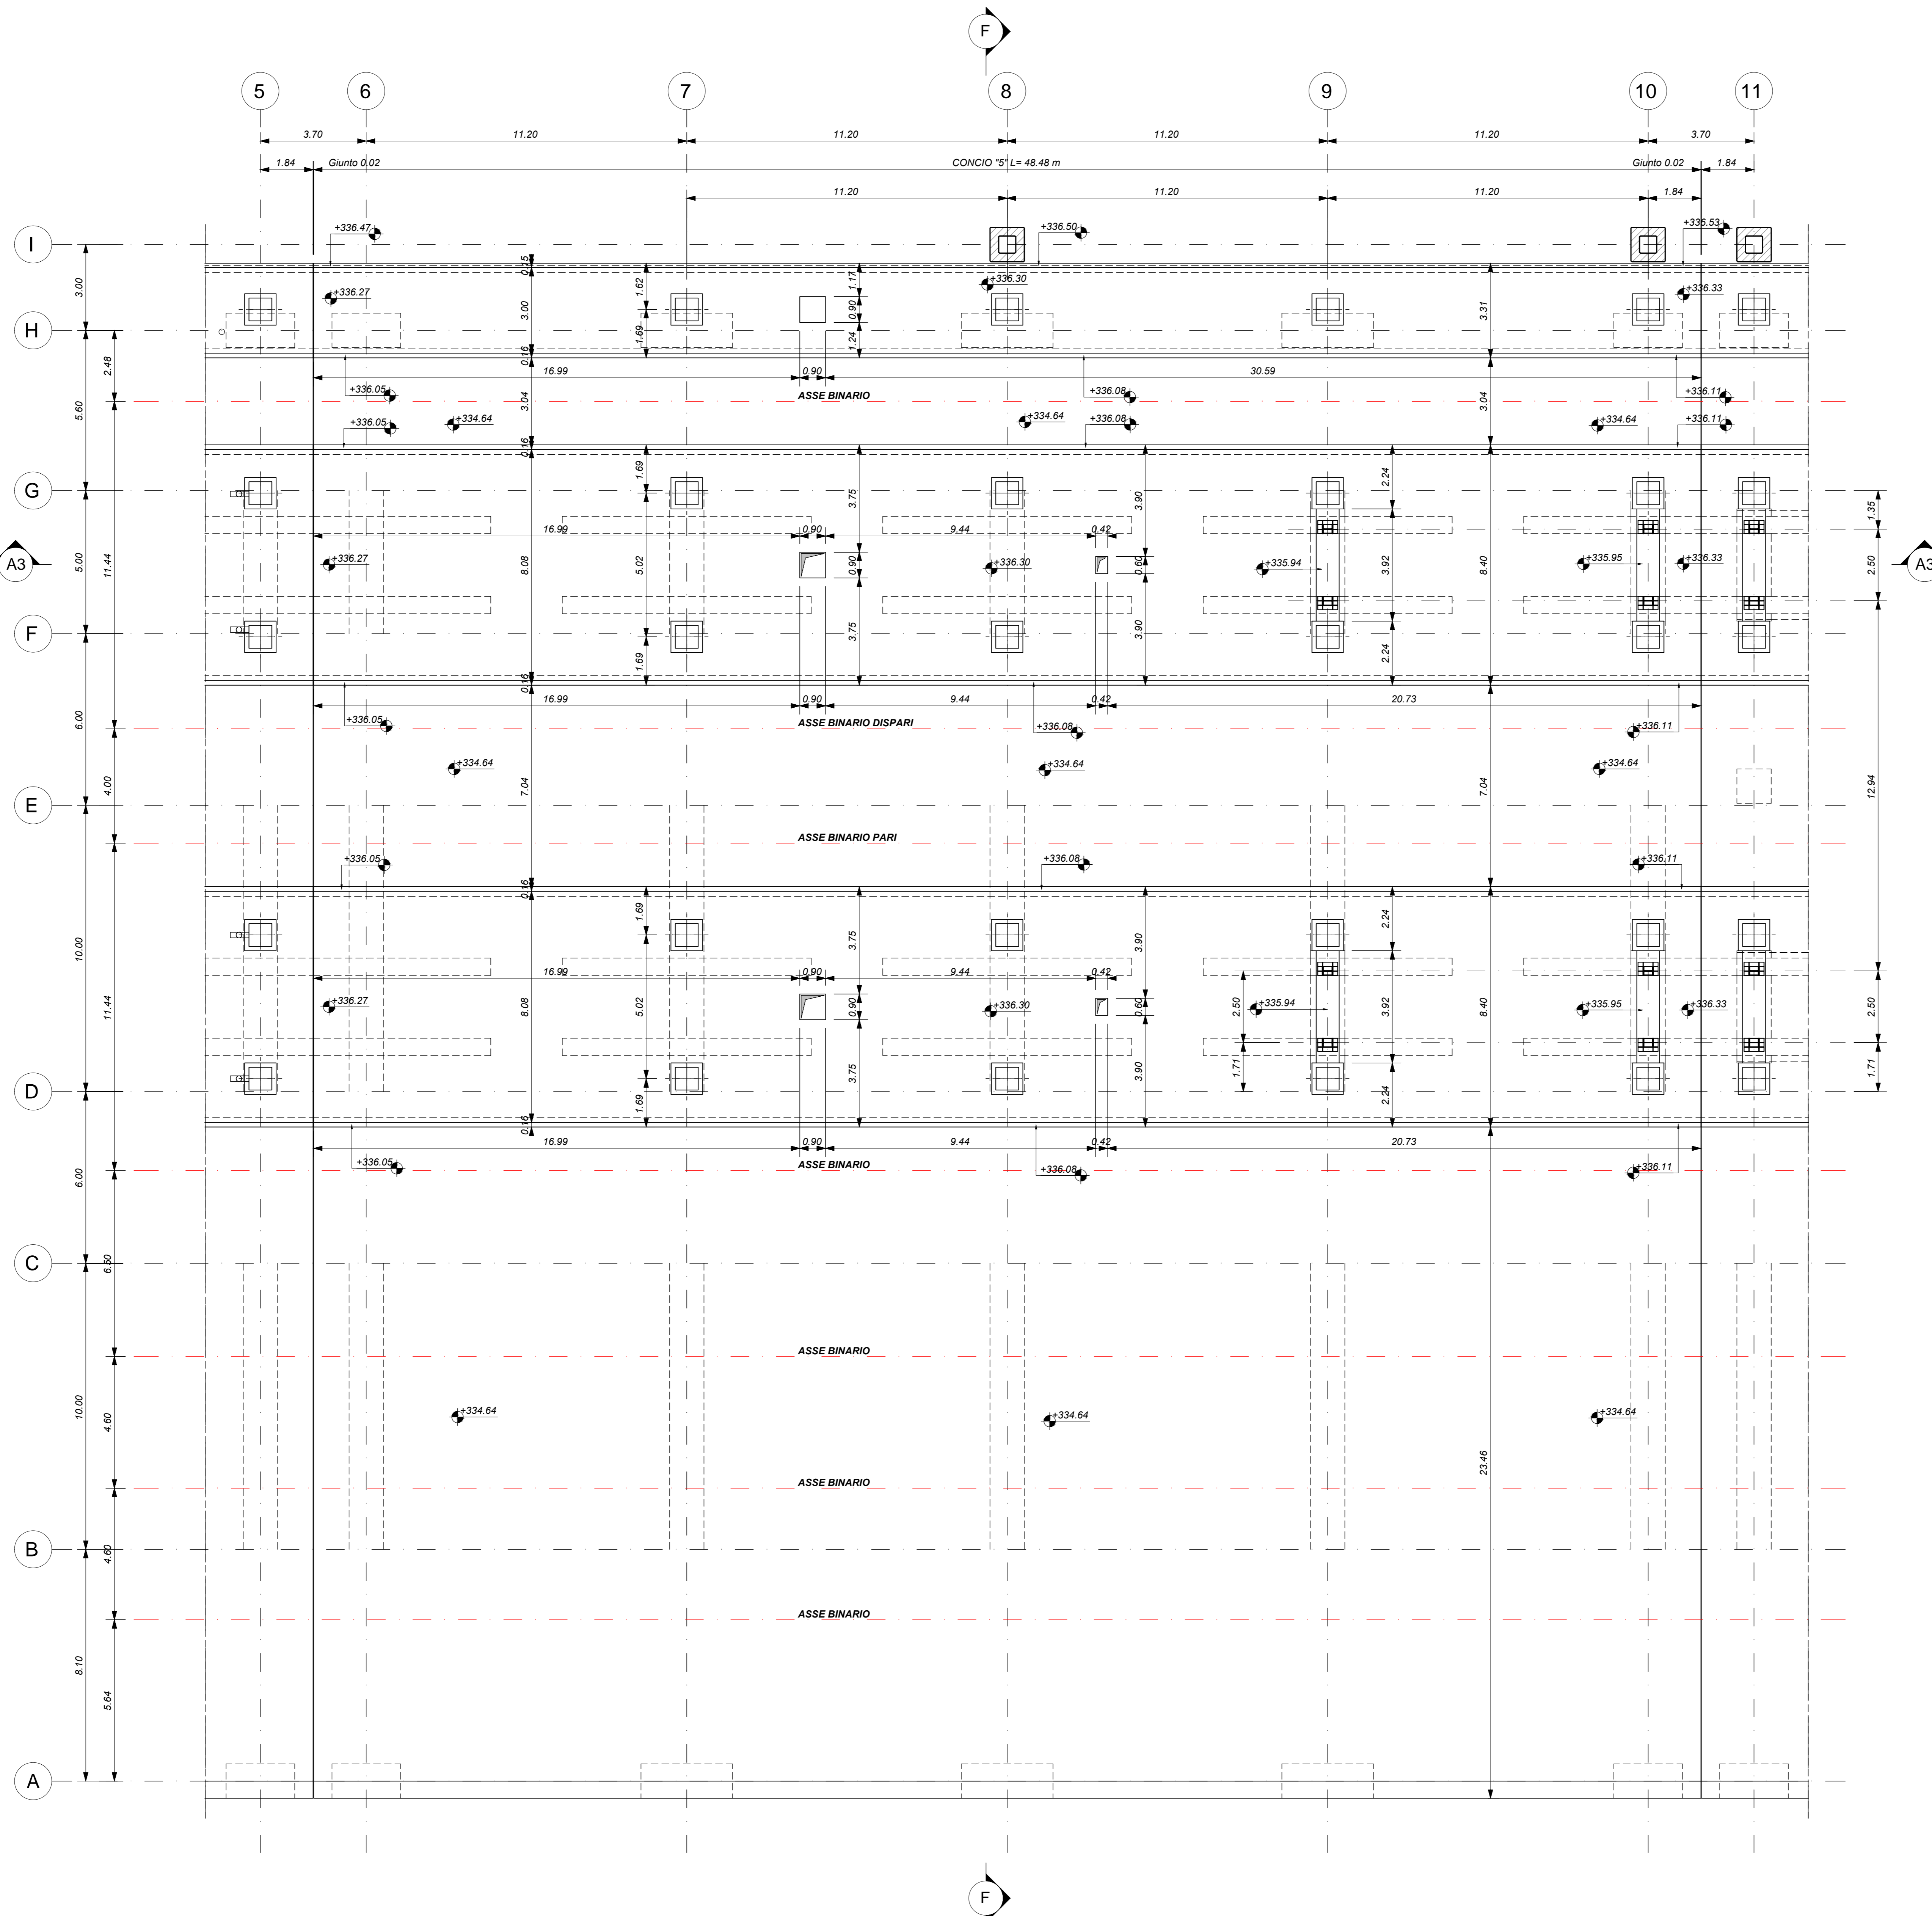 F
5 6 7 8 9 10 11
3.70 11.20 11.20 11.20 11.20 3.70
1.84 Giunto 0.02 CONCIO "5" L= 48.48 m Giunto 0.02 1.84
11.20 11.20 11.20 1.84
+336.47 +336.50 +336.53
I
0.15
3.00 +336.27 3.00 1.62 1.17 +336.30 +336.33 3.31
0.90
H
1.69 1.24
0.16
2.48
16.99 0.90 30.59
+336.05 ASSE BINARIO +336.08 +336.11
5.60 3.04 3.04
+336.05 +334.64 +334.64 +336.08 +334.64 +336.11
0.16
1.69 2.24
G
3.75 3.90
1.35
16.99 0.90 9.44 0.42
A3 5.00 11.44 +336.27 8.08 5.02 0.90 +336.30 0.60 +335.94 3.92 8.40 +335.95 +336.33 2.50 A3
F
3.75 3.90
1.69 2.24
0.16
16.99 0.90 9.44 0.42 20.73
6.00 +336.05 ASSE BINARIO DISPARI +336.08 +336.11
+334.64 +334.64 +334.64
4.00 7.04 7.04 12.94
E
ASSE BINARIO PARI
+336.05 +336.08 +336.11
0.16
1.69 2.24
10.00 3.75 3.90
16.99 0.90 9.44 0.42
11.44 +336.27 8.08 5.02 0.90 +336.30 0.60 2.50 +335.94 3.92 8.40 +335.95 +336.33 2.50
3.75 3.90 1.71 1.71
D
1.69 2.24
0.16
16.99 0.90 9.44 0.42 20.73
+336.05 ASSE BINARIO +336.08 +336.11
6.00
C
6.50
ASSE BINARIO
10.00 4.60 +334.64 +334.64 +334.64
23.46
ASSE BINARIO
B
4.60
ASSE BINARIO
8.10
5.64
A
F